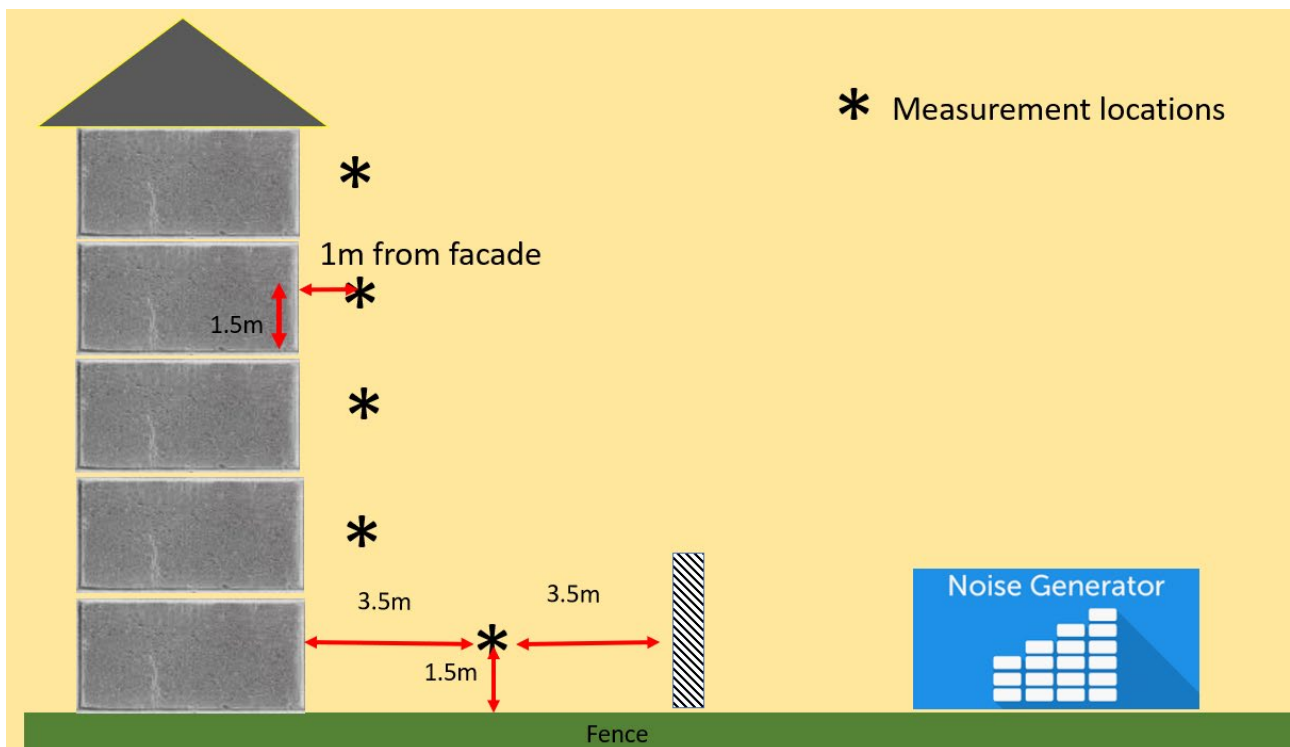 * Measurement locations
1m from facade
1.5m
Noise Generator
3.5m
3.5m
1.5m
Fence